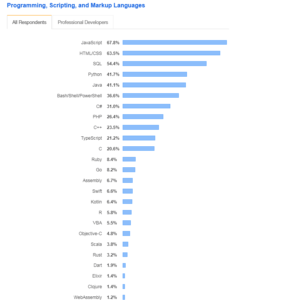 Programming, Scripting, and Markup Languages
All Respondents Professional Developers
JavaScript 67.8%
HTML/CSS 63.5%
SQL 54.4%
Python 41.7%
Java 41.1%
Bash/Shell/PowerShell 36.6%
C# 31.0%
PHP 26.4%
C++ 23.5%
TypeScript 21.2%
C 20.6%
Ruby 8.4%
Go 8.2%
Assembly 6.7%
Swift 6.6%
Kotlin 6.4%
R 5.8%
VBA 5.5%
Objective-C 4.8%
Scala 3.8%
Rust 3.2%
Dart 1.9%
Elixir 1.4%
Clojure 1.4%
WebAssembly 1.2%